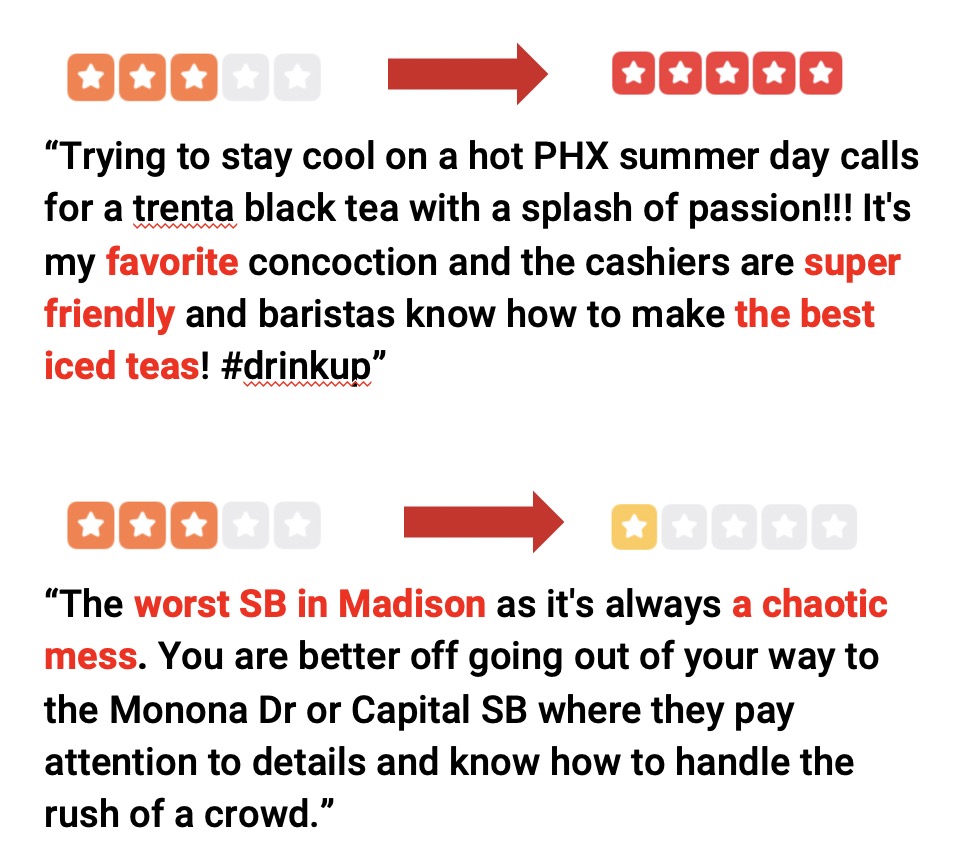 “Trying to stay cool on a hot PHX summer day calls
for a trenta black tea with a splash of passion!!! It's
my favorite concoction and the cashiers are super
friendly and baristas know how to make the best
iced teas! #drinkup”
“The worst SB in Madison as it's always a chaotic
mess. You are better off going out of your way to
the Monona Dr or Capital SB where they pay
attention to details and know how to handle the
rush of a crowd.”